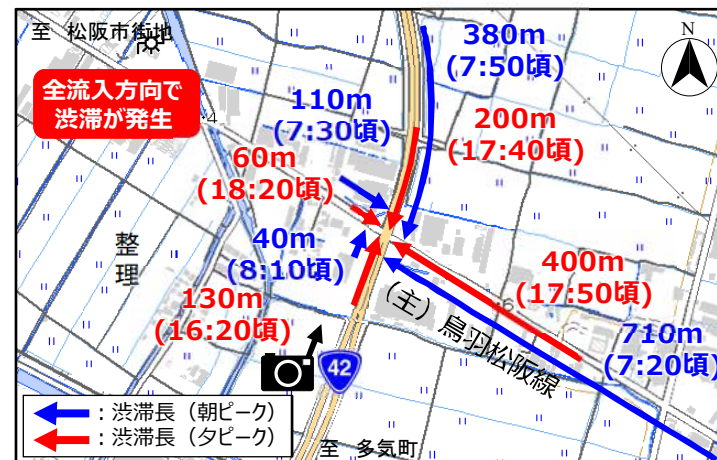 至 松阪市街地
全流入方向で
渋滞が発生
380m
(7:50頃)
N
110m
(7:30頃)
200m
(17:40頃)
60m
(18:20頃)
40m
(8:10頃)
整理
130m
(16:20頃)
400m
(17:50頃)
(主)鳥羽松阪線
710m
(7:20頃)
42
:渋滞長(朝ピーク)
:渋滞長(夕ピーク)
至 多気町